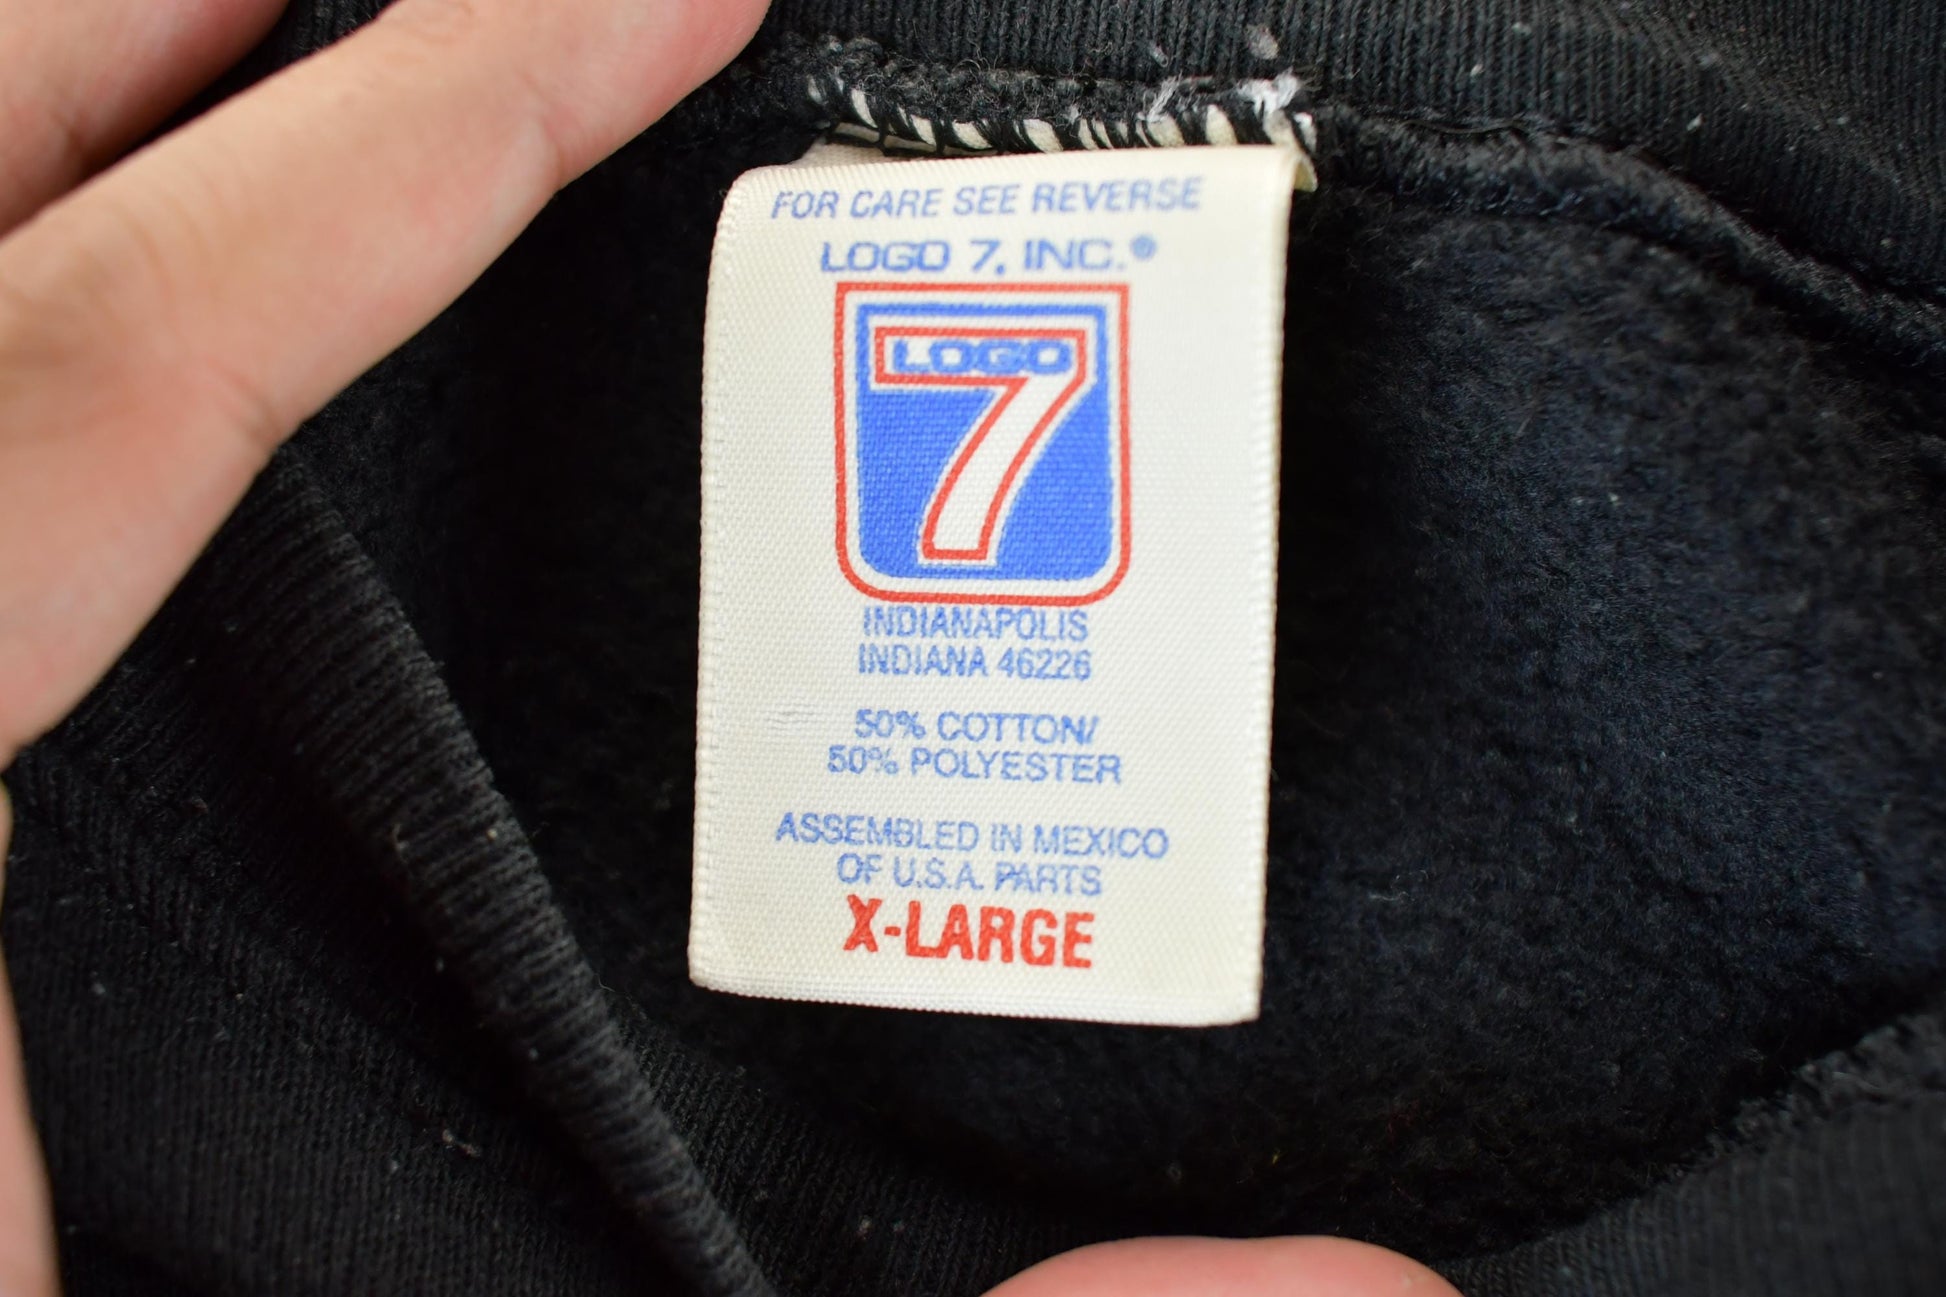 FOR CARE SEE REVERSE
LOGO 7, INC.®
LOGO
7
INDIANAPOLIS
INDIANA 46226
50% COTTON/
50% POLYESTER
ASSEMBLED IN MEXICO
OF U.S.A. PARTS
X-LARGE